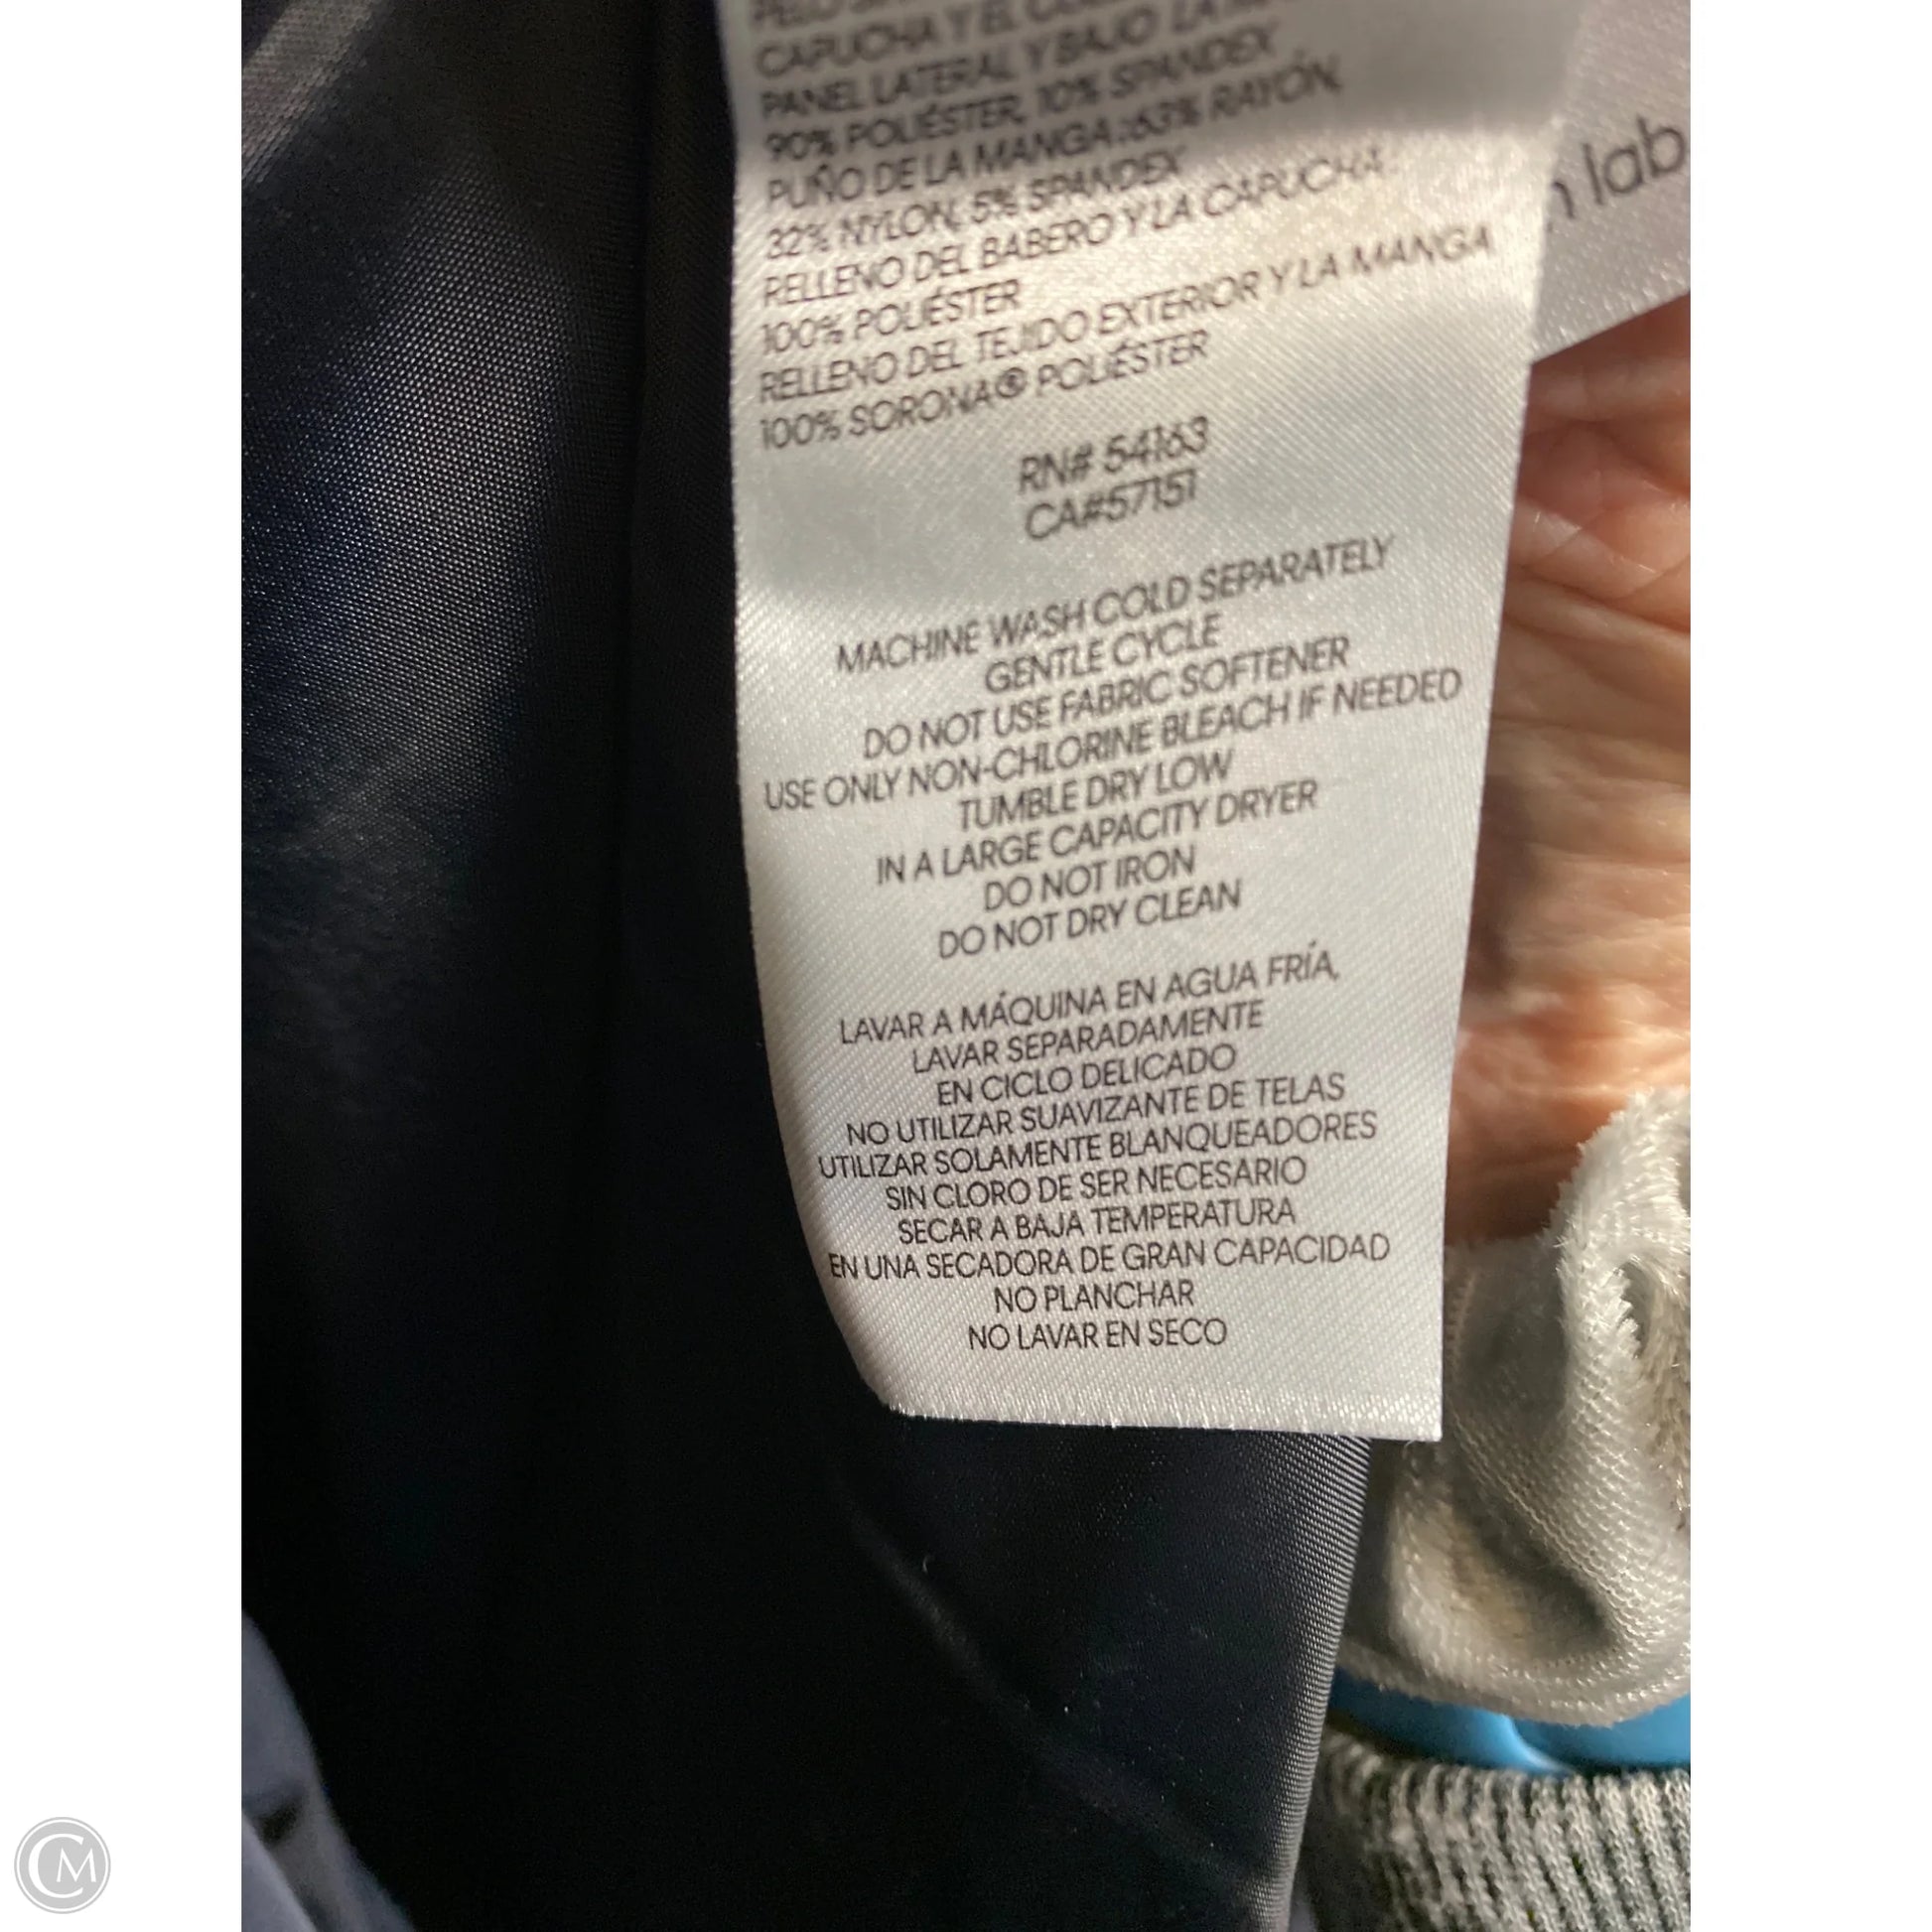 CAPUCHA Y EL
PANEL LATERAL Y BAJO LA
90% POLIÉSTER, 10% SPANDEX
PUÑO DE LA MANGA: 63% RAYÓN,
32% NYLON, 5% SPANDEX
RELLENO DEL BABERO Y LA CAPUCHA:
100% POLIÉSTER
RELLENO DEL TEJIDO EXTERIOR Y LA MANGA
100% SORONA® POLIÉSTER
RN# 54163
CA#57151
MACHINE WASH COLD SEPARATELY
GENTLE CYCLE
DO NOT USE FABRIC SOFTENER
USE ONLY NON-CHLORINE BLEACH IF NEEDED
TUMBLE DRY LOW
IN A LARGE CAPACITY DRYER
DO NOT IRON
DO NOT DRY CLEAN
LAVAR A MÁQUINA EN AGUA FRÍA,
LAVAR SEPARADAMENTE
EN CICLO DELICADO
NO UTILIZAR SUAVIZANTE DE TELAS
UTILIZAR SOLAMENTE BLANQUEADORES
SIN CLORO DE SER NECESARIO
SECAR A BAJA TEMPERATURA
EN UNA SECADORA DE GRAN CAPACIDAD
NO PLANCHAR
NO LAVAR EN SECO
lab
CM